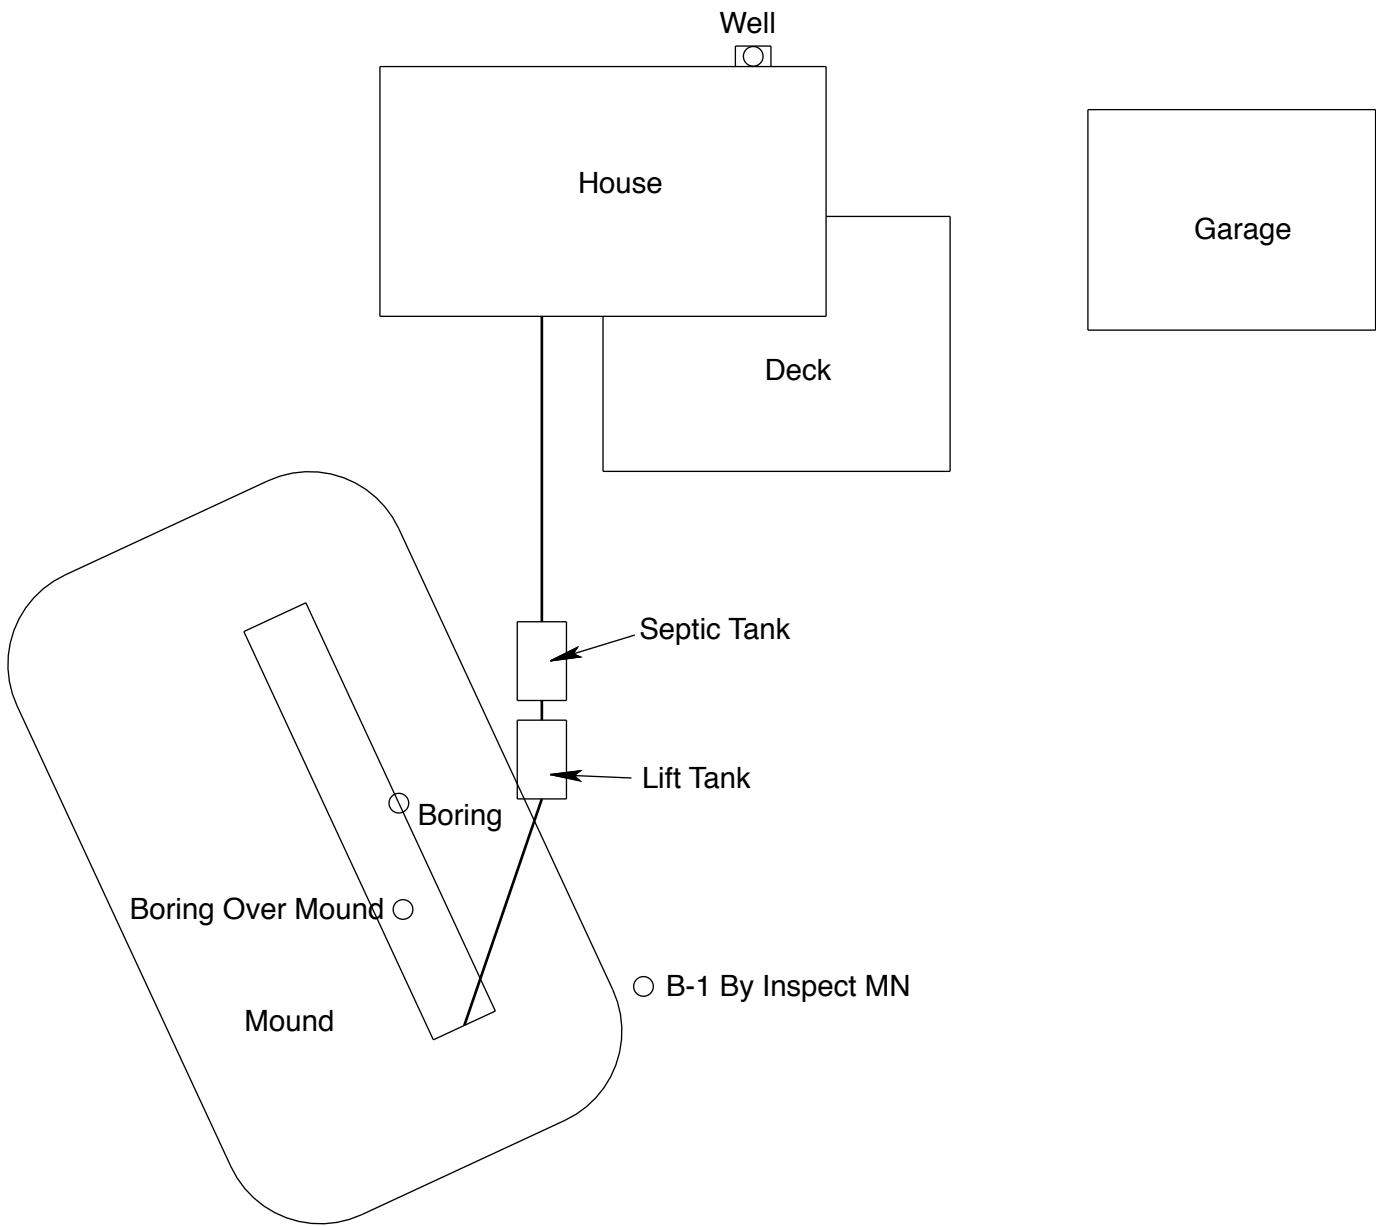 Well
House
Garage
Deck
Septic Tank
Lift Tank
Boring
Boring Over Mound
B-1 By Inspect MN
Mound